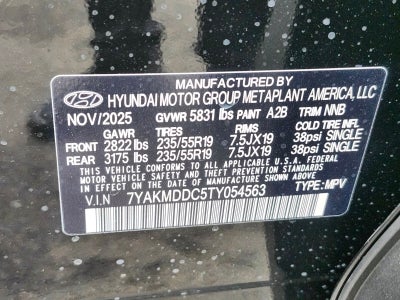 MANUFACTURED BY
HYUNDAI MOTOR GROUP METAPLANT AMERICA, LLC
NOV/2025 GVWR 5831 lbs PAINT A2B TRIM NNB
GAWR TIRES RIMS COLD TIRE INFL
FRONT 2822 lbs 235/55R19 7.5JX19 38psi SINGLE
REAR 3175 lbs 235/55R19 7.5JX19 38psi SINGLE
THIS VEHICLE CONFORMS TO ALL APPLICABLE U.S.A. FEDERAL
MOTOR VEHICLE SAFETY STANDARDS IN EFFECT ON THE DATE OF
MANUFACTURE SHOWN ABOVE.
V.I.N 7YAKMDDC5TY054563 TYPE: MPV